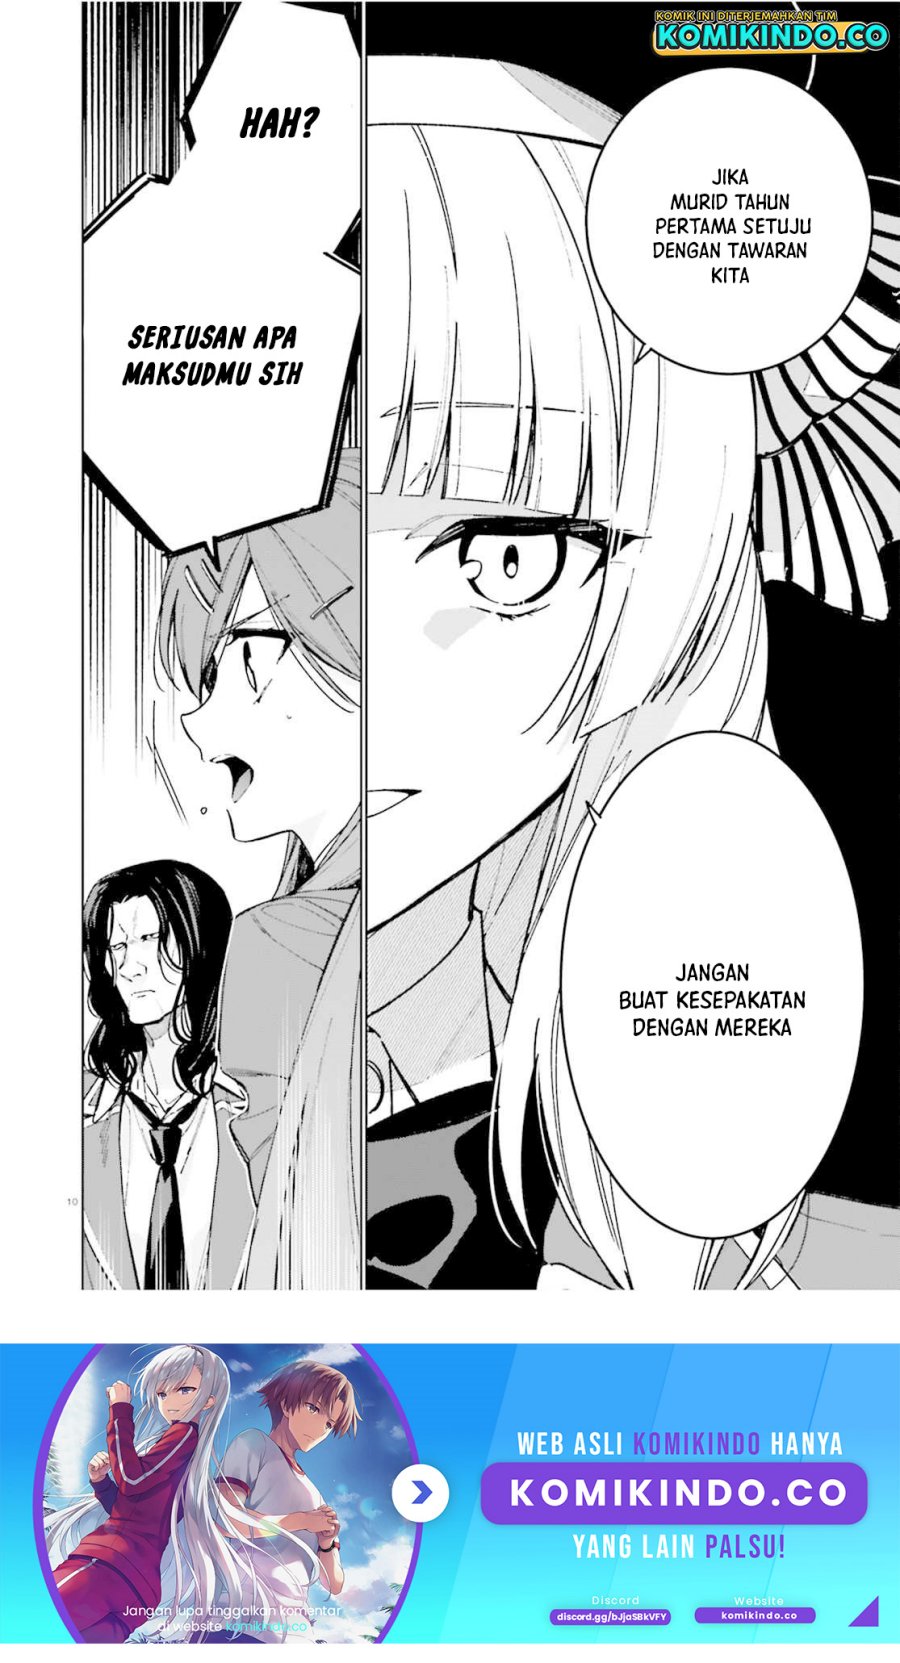 KOMIK INI DITERJEMAHKAN TIM
KOMIKINDO.CO
JIKA
MURID TAHUN
PERTAMA SETUJU
DENGAN TAWARAN
KITA
JANGAN
BUAT KESEPAKATAN
DENGAN MEREKA
HAH?
SERIUSAN APA
MAKSUDMU SIH
10
WEB ASLI KOMIKINDO HANYA
KOMIKINDO.CO
YANG LAIN PALSU!
Jangan lupa tinggalkan komentar
di website komikindo.co
Discord
discord.gg/bJjaSBkVFY
Website
komikindo.co